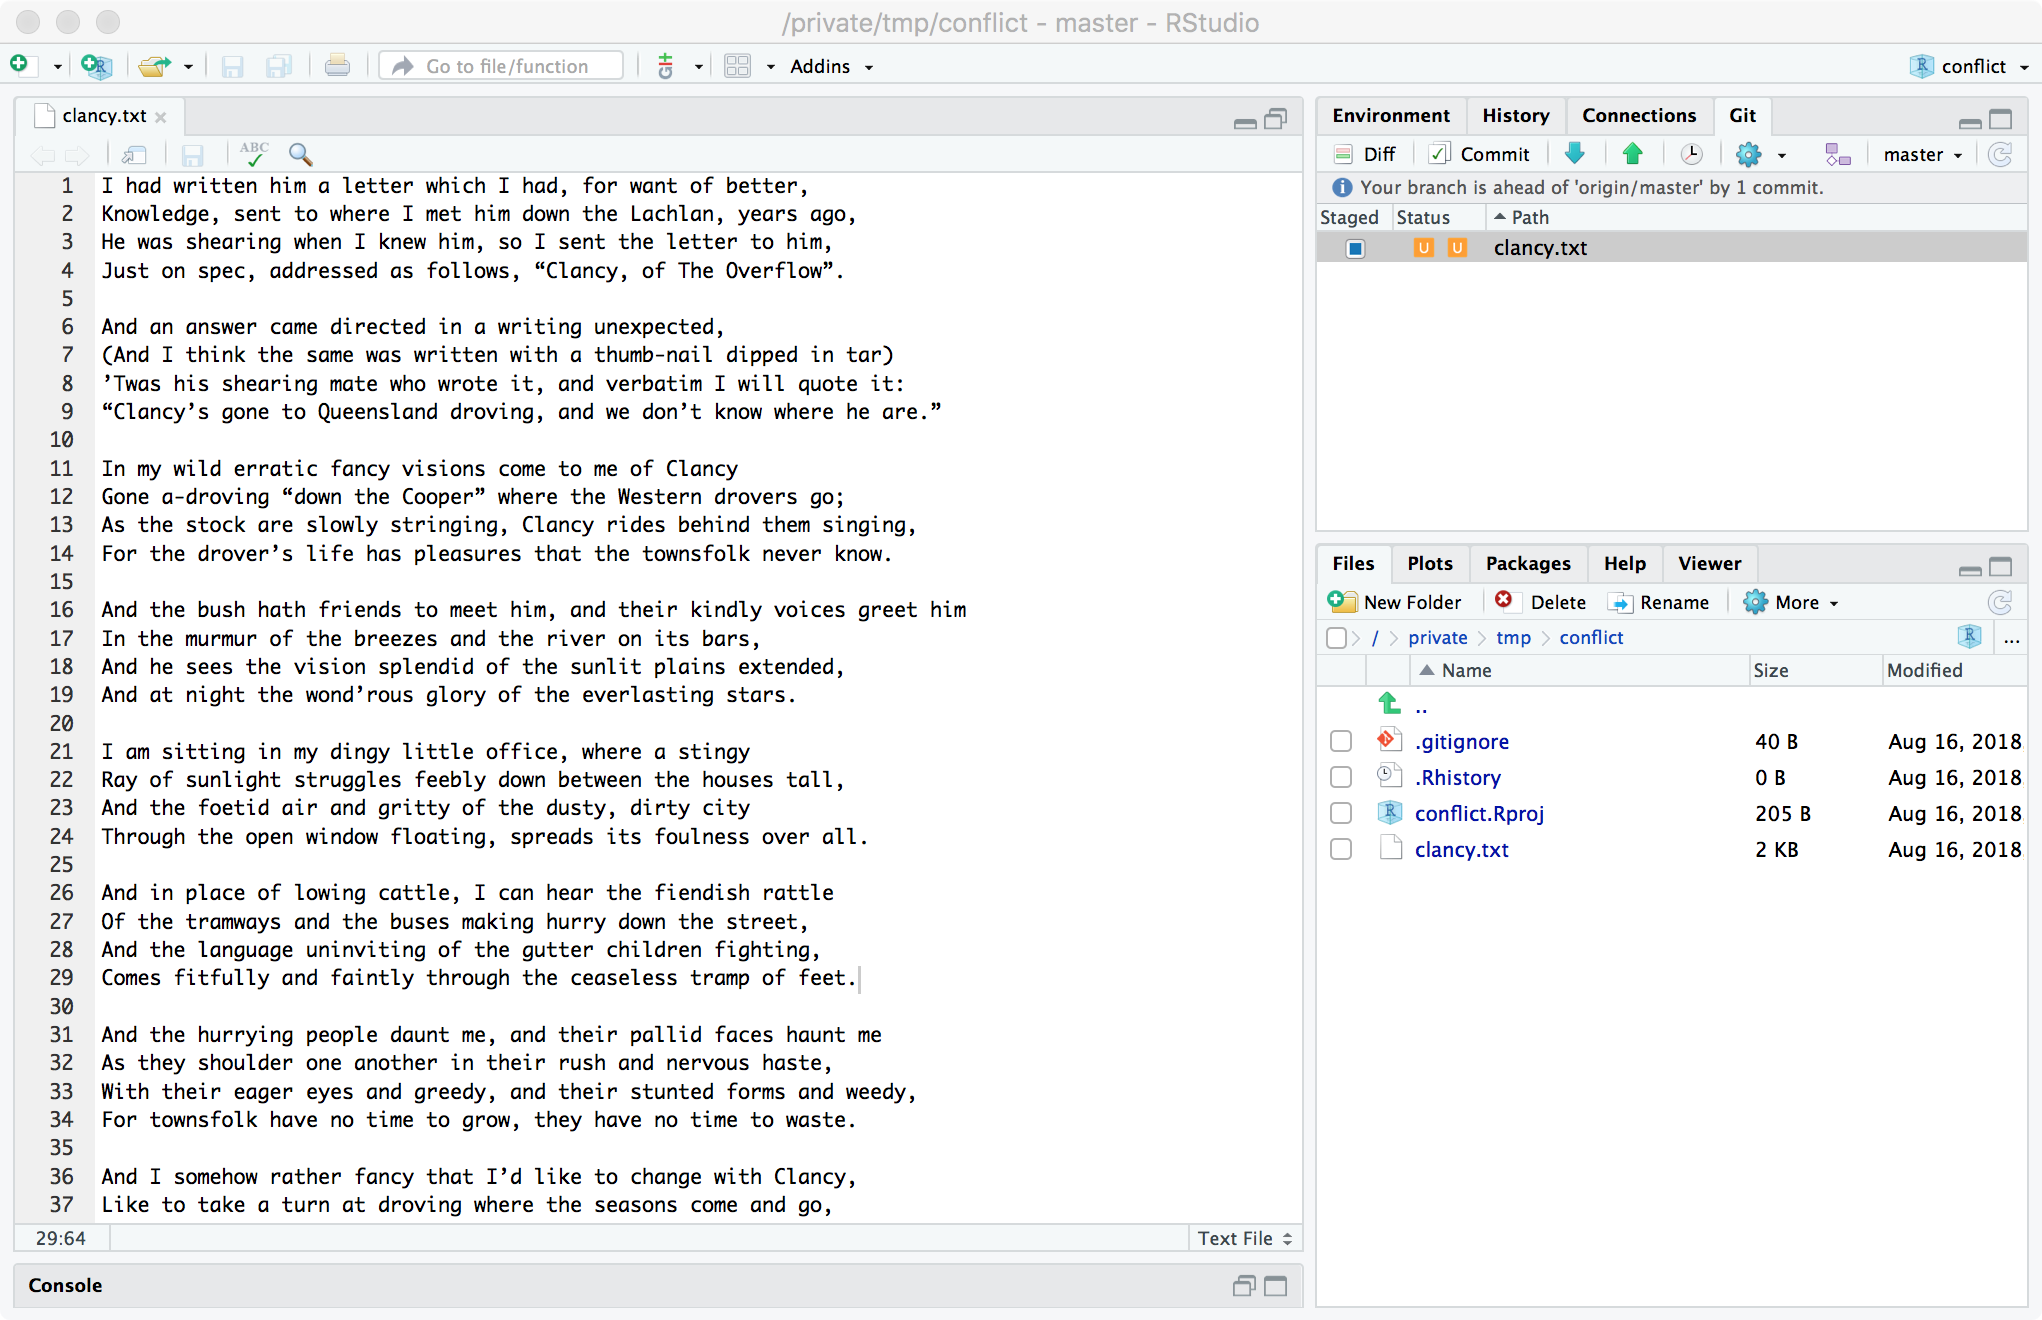 /private/tmp/conflict - master - RStudio
Go to file/function
Addins
conflict
clancy.txt
ABC
1 I had written him a letter which I had, for want of better,
2 Knowledge, sent to where I met him down the Lachlan, years ago,
3 He was shearing when I knew him, so I sent the letter to him,
4 Just on spec, addressed as follows, “Clancy, of The Overflow”.
5
6 And an answer came directed in a writing unexpected,
7 (And I think the same was written with a thumb-nail dipped in tar)
8 ’Twas his shearing mate who wrote it, and verbatim I will quote it:
9 “Clancy’s gone to Queensland droving, and we don’t know where he are.”
10
11 In my wild erratic fancy visions come to me of Clancy
12 Gone a-droving “down the Cooper” where the Western drovers go;
13 As the stock are slowly stringing, Clancy rides behind them singing,
14 For the drover’s life has pleasures that the townsfolk never know.
15
16 And the bush hath friends to meet him, and their kindly voices greet him
17 In the murmur of the breezes and the river on its bars,
18 And he sees the vision splendid of the sunlit plains extended,
19 And at night the wond’rous glory of the everlasting stars.
20
21 I am sitting in my dingy little office, where a stingy
22 Ray of sunlight struggles feebly down between the houses tall,
23 And the foetid air and gritty of the dusty, dirty city
24 Through the open window floating, spreads its foulness over all.
25
26 And in place of lowing cattle, I can hear the fiendish rattle
27 Of the tramways and the buses making hurry down the street,
28 And the language uninviting of the gutter children fighting,
29 Comes fitfully and faintly through the ceaseless tramp of feet.
30
31 And the hurrying people daunt me, and their pallid faces haunt me
32 As they shoulder one another in their rush and nervous haste,
33 With their eager eyes and greedy, and their stunted forms and weedy,
34 For townsfolk have no time to grow, they have no time to waste.
35
36 And I somehow rather fancy that I’d like to change with Clancy,
37 Like to take a turn at droving where the seasons come and go,
29:64
Text File
Console
Environment History Connections Git
Diff Commit master
Your branch is ahead of 'origin/master' by 1 commit.
Staged Status Path
U U clancy.txt
Files Plots Packages Help Viewer
New Folder Delete Rename More
/ private tmp conflict ...
Name Size Modified
..
.gitignore 40 B Aug 16, 2018
.Rhistory 0 B Aug 16, 2018
conflict.Rproj 205 B Aug 16, 2018
clancy.txt 2 KB Aug 16, 2018